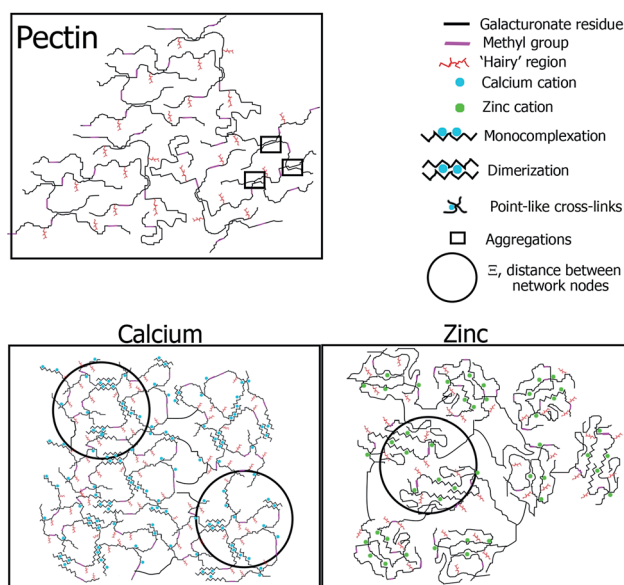 Pectin
Galacturonate residue
Methyl group
'Hairy' region
Calcium cation
Zinc cation
Monocomplexation
Dimerization
Point-like cross-links
Aggregations
Ξ, distance between
network nodes
Calcium
Zinc